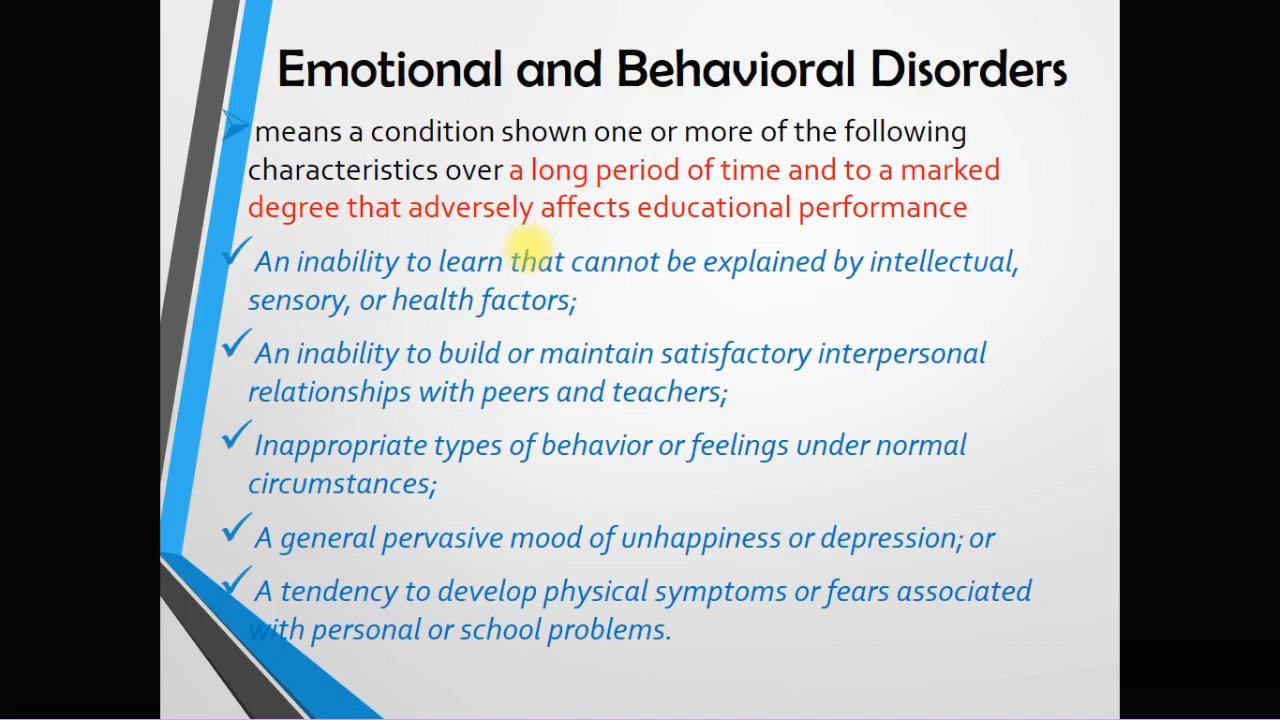 Emotional and Behavioral Disorders
means a condition shown one or more of the following
characteristics over a long period of time and to a marked
degree that adversely affects educational performance
An inability to learn that cannot be explained by intellectual,
sensory, or health factors;
An inability to build or maintain satisfactory interpersonal
relationships with peers and teachers;
Inappropriate types of behavior or feelings under normal
circumstances;
A general pervasive mood of unhappiness or depression; or
A tendency to develop physical symptoms or fears associated
with personal or school problems.